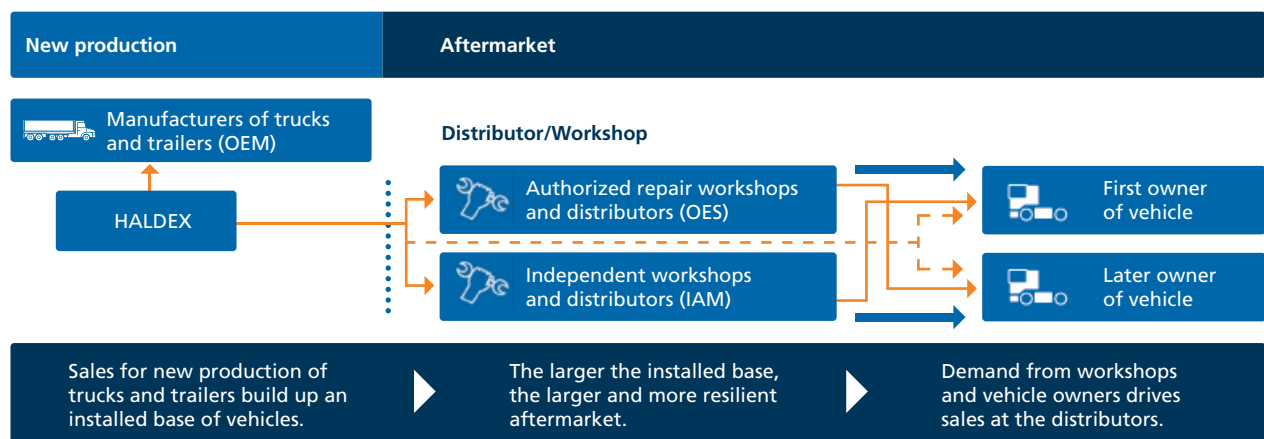 New production
Aftermarket
Manufacturers of trucks
and trailers (OEM)
HALDEX
Distributor/Workshop
Authorized repair workshops
and distributors (OES)
Independent workshops
and distributors (IAM)
First owner
of vehicle
Later owner
of vehicle
Sales for new production of
trucks and trailers build up an
installed base of vehicles.
The larger the installed base,
the larger and more resilient
aftermarket.
Demand from workshops
and vehicle owners drives
sales at the distributors.